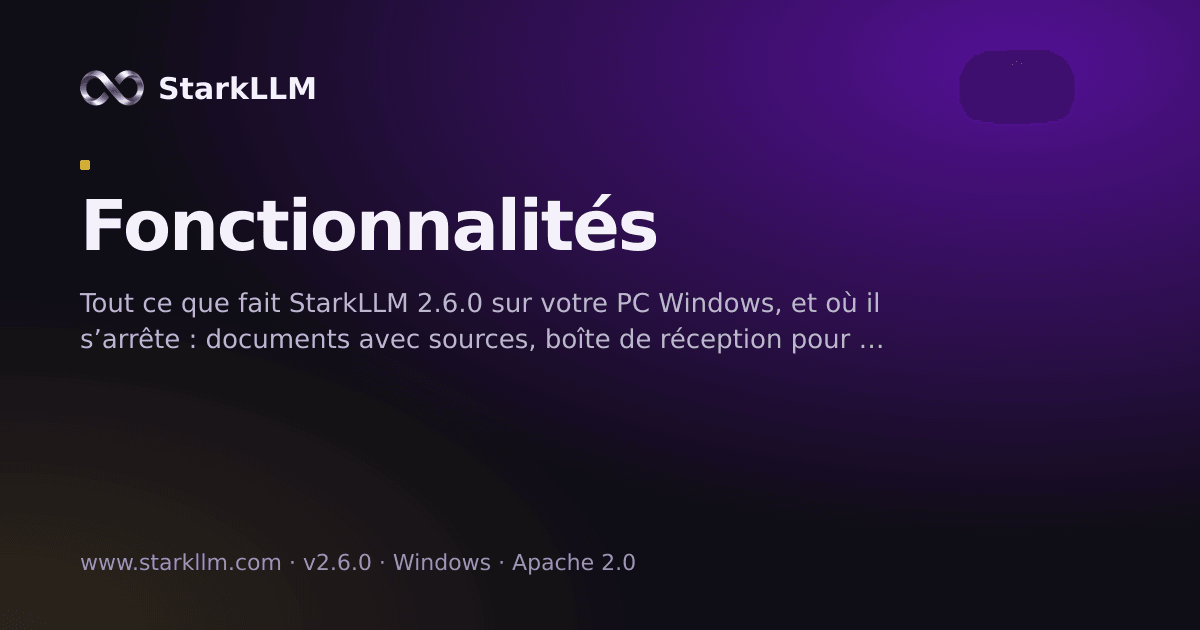 StarkLLM
Fonctionnalités
Tout ce que fait StarkLLM 2.6.0 sur votre PC Windows, et où il
s’arrête : documents avec sources, boîte de réception pour …
www.starkllm.com · v2.6.0 · Windows · Apache 2.0